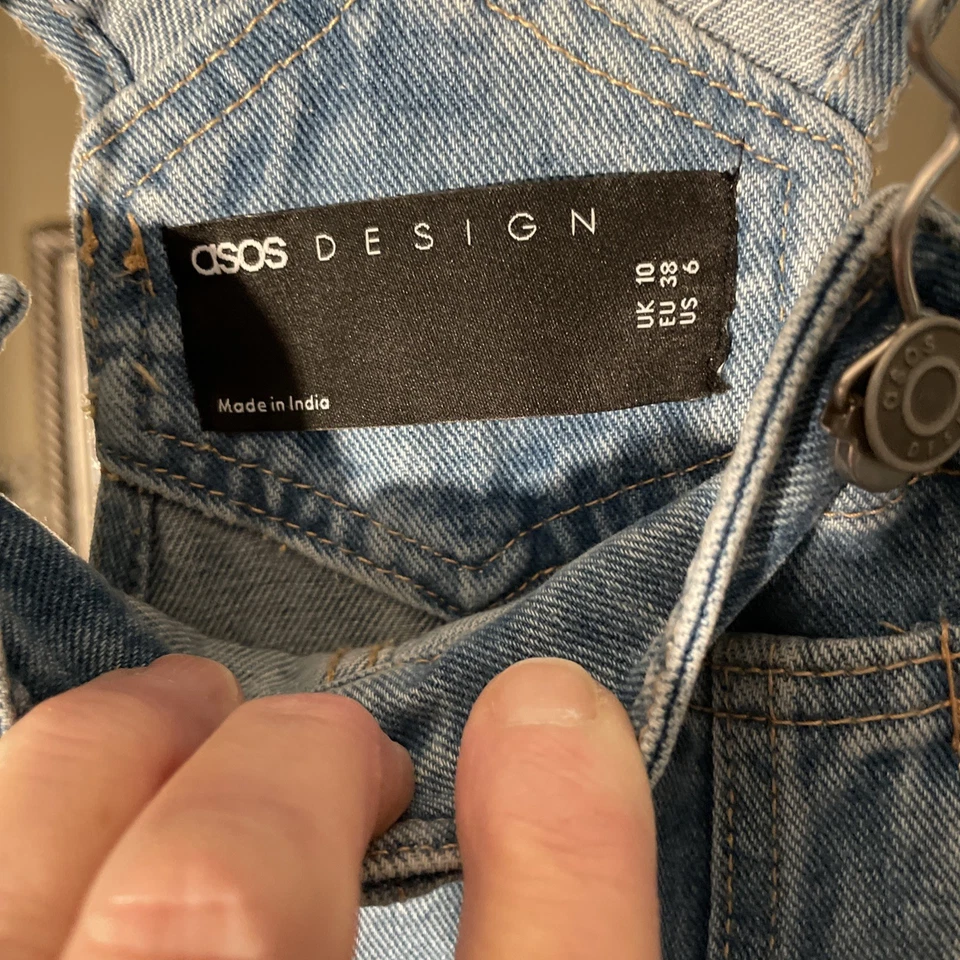 asos DESIGN
UK 10
EU 38
US 6
Made in India
ASOS